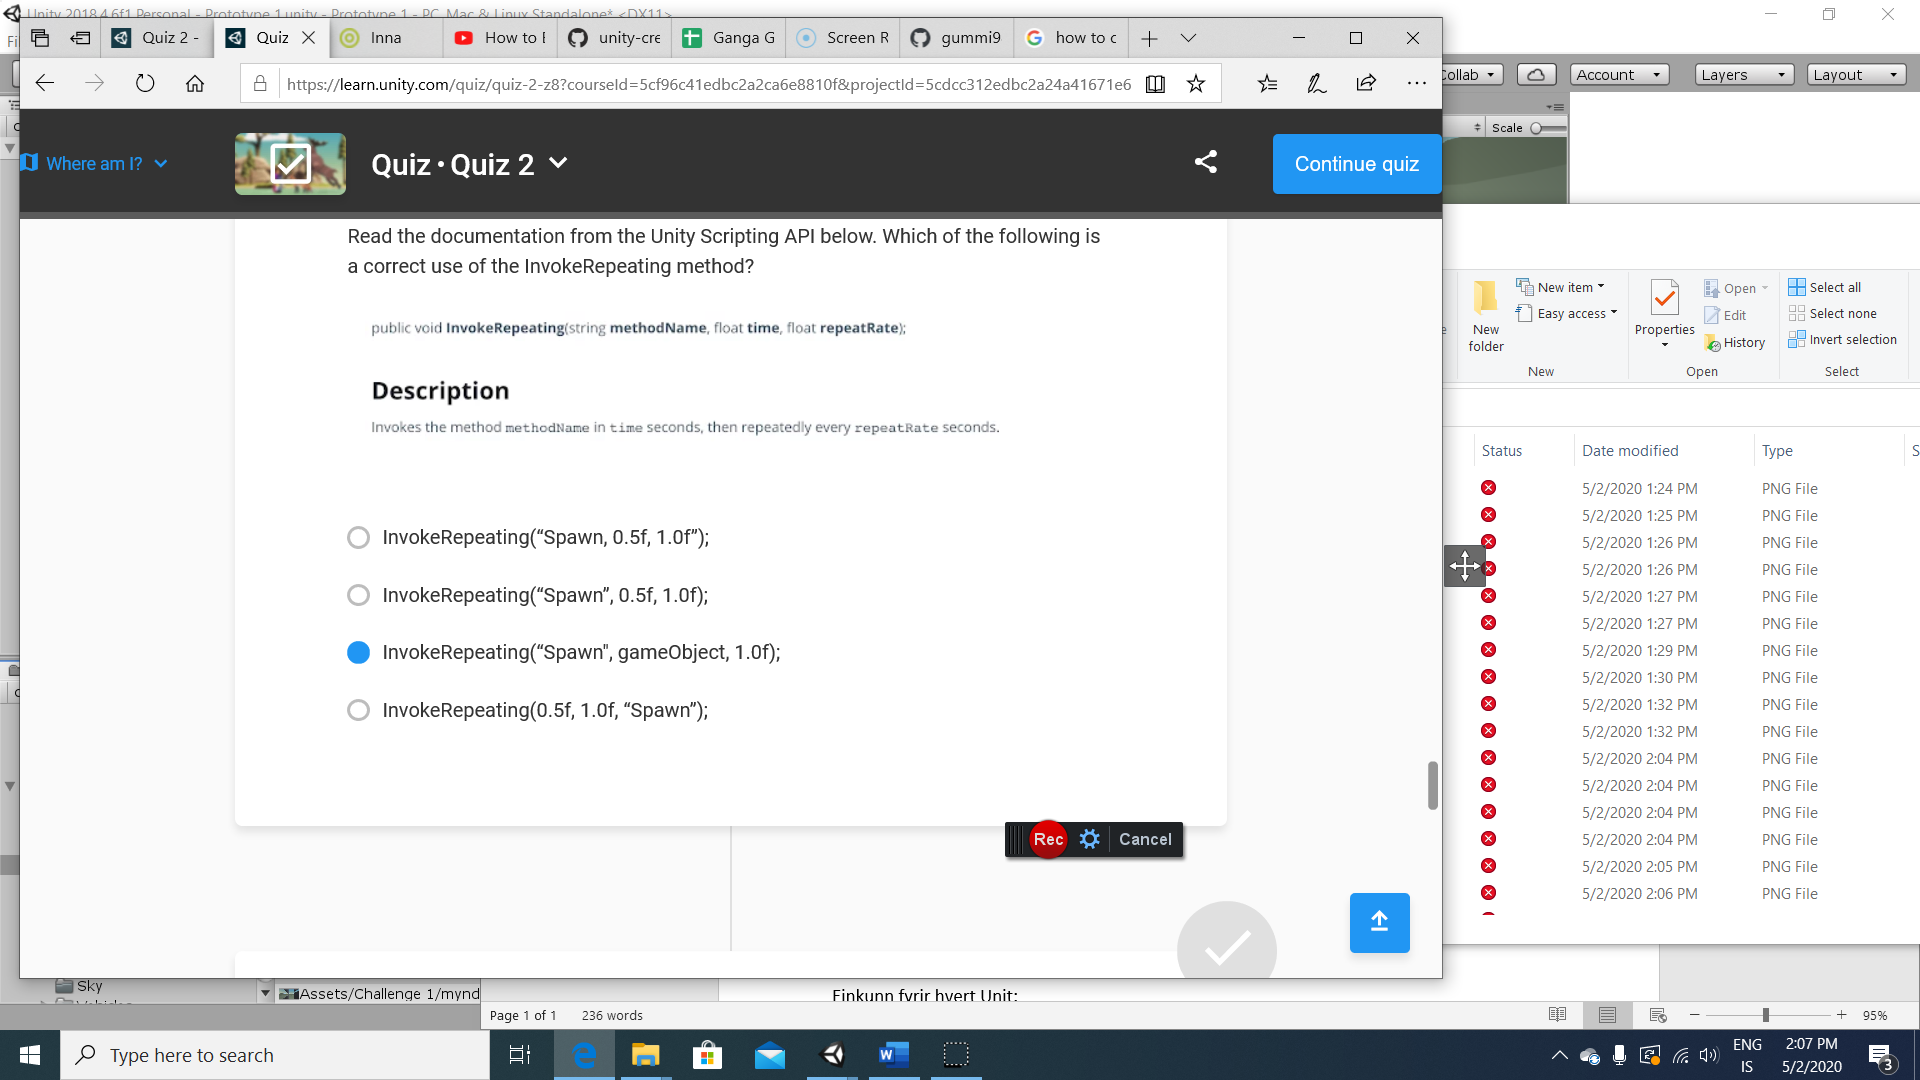 Unity 2018.4.6f1 Personal - Prototype 1.unity - Prototype 1 - PC, Mac & Linux Standalone* <DX11>
Quiz 2 -
Quiz
Inna
How to E
unity-cre
Ganga G
Screen R
gummi9
how to c
https://learn.unity.com/quiz/quiz-2-z8?courseId=5cf96c41edbc2a2ca6e8810f&projectId=5cdcc312edbc2a24a41671e6
Collab
Account
Layers
Layout
Scale
Where am I?
Quiz • Quiz 2
Continue quiz
Read the documentation from the Unity Scripting API below. Which of the following is
a correct use of the InvokeRepeating method?
public void InvokeRepeating(string methodName, float time, float repeatRate);
Description
Invokes the method methodName in time seconds, then repeatedly every repeatRate seconds.
InvokeRepeating(“Spawn, 0.5f, 1.0f”);
InvokeRepeating(“Spawn”, 0.5f, 1.0f);
InvokeRepeating(“Spawn", gameObject, 1.0f);
InvokeRepeating(0.5f, 1.0f, “Spawn”);
Rec
Cancel
New
folder
New item
Easy access
New
Properties
Open
Edit
History
Open
Select all
Select none
Invert selection
Select
Status
Date modified
Type
S
5/2/2020 1:24 PM PNG File
5/2/2020 1:25 PM PNG File
5/2/2020 1:26 PM PNG File
5/2/2020 1:26 PM PNG File
5/2/2020 1:27 PM PNG File
5/2/2020 1:27 PM PNG File
5/2/2020 1:29 PM PNG File
5/2/2020 1:30 PM PNG File
5/2/2020 1:32 PM PNG File
5/2/2020 1:32 PM PNG File
5/2/2020 2:04 PM PNG File
5/2/2020 2:04 PM PNG File
5/2/2020 2:04 PM PNG File
5/2/2020 2:04 PM PNG File
5/2/2020 2:05 PM PNG File
5/2/2020 2:06 PM PNG File
Sky
Assets/Challenge 1/mynd
Einkunn fyrir hvert Unit:
Page 1 of 1
236 words
95%
Type here to search
ENG
IS
2:07 PM
5/2/2020
3